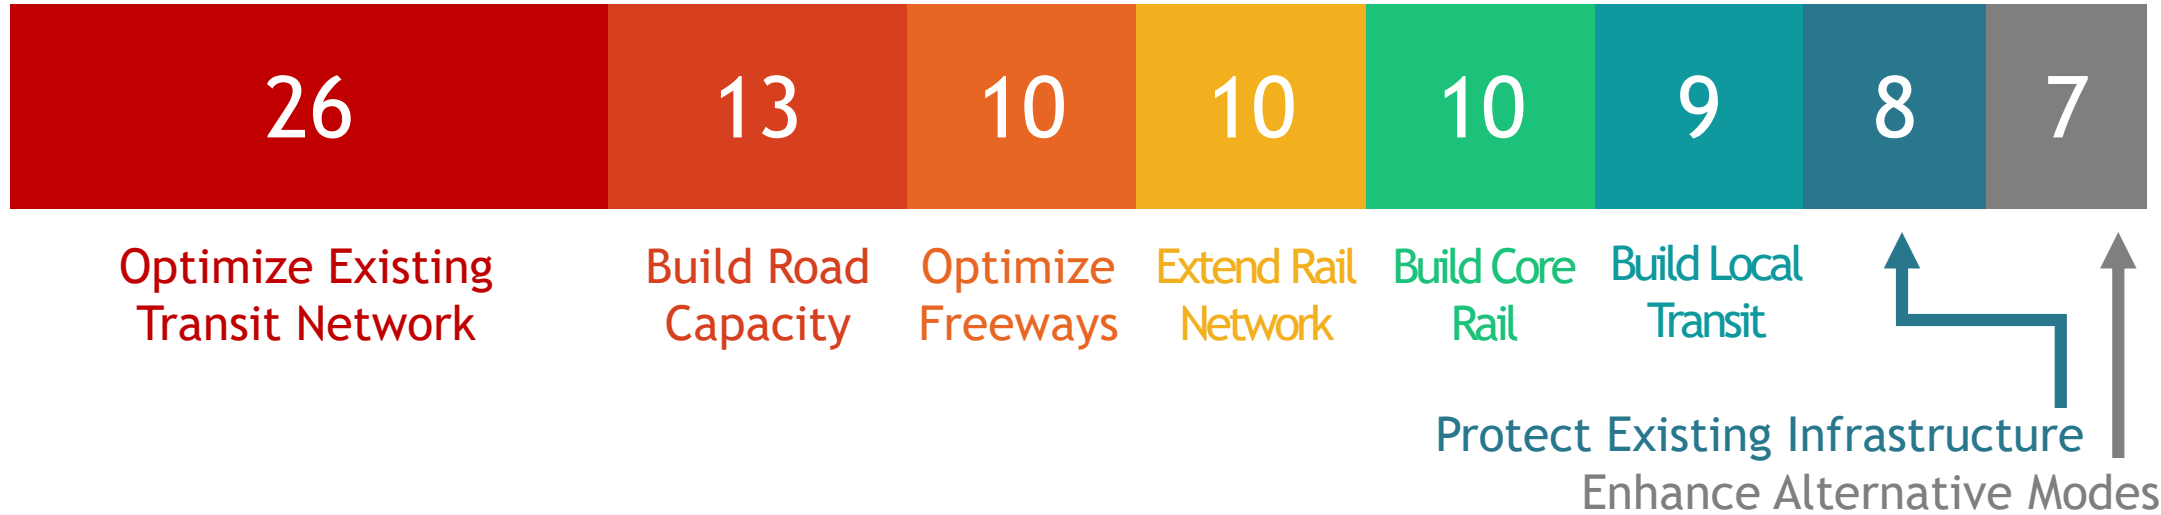 26 13 10 10 10 9 8 7
Optimize Existing
Transit Network
Build Road
Capacity
Optimize
Freeways
Extend Rail
Network
Build Core
Rail
Build Local
Transit
Protect Existing Infrastructure
Enhance Alternative Modes